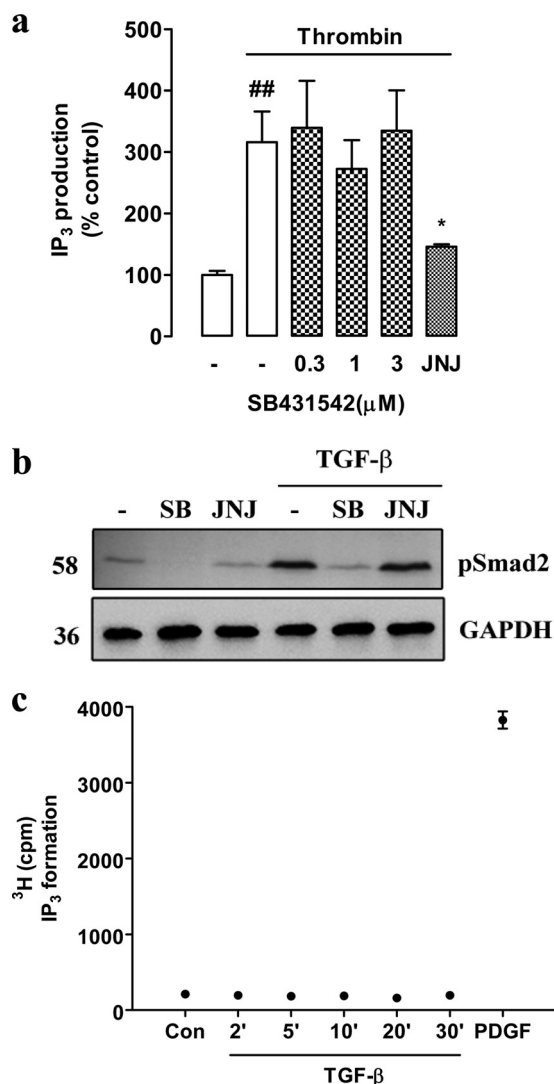 a
Thrombin
IP₃ production
(% control)
500
400
300
200
100
0
##
*
- - 0.3 1 3 JNJ
SB431542(μM)
b
TGF-β
- SB JNJ - SB JNJ
58 pSmad2
36 GAPDH
c
³H (cpm)
IP₃ formation
4000
3000
2000
1000
0
Con 2' 5' 10' 20' 30' PDGF
TGF-β